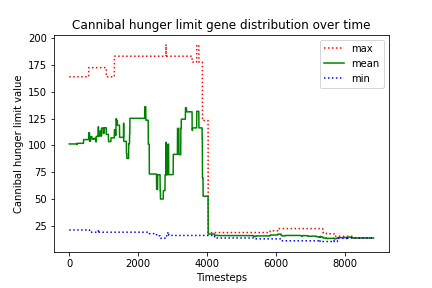 Cannibal hunger limit gene distribution over time
Cannibal hunger limit value
200
175
150
125
100
75
50
25
max
mean
min
0
2000
4000
6000
8000
Timesteps